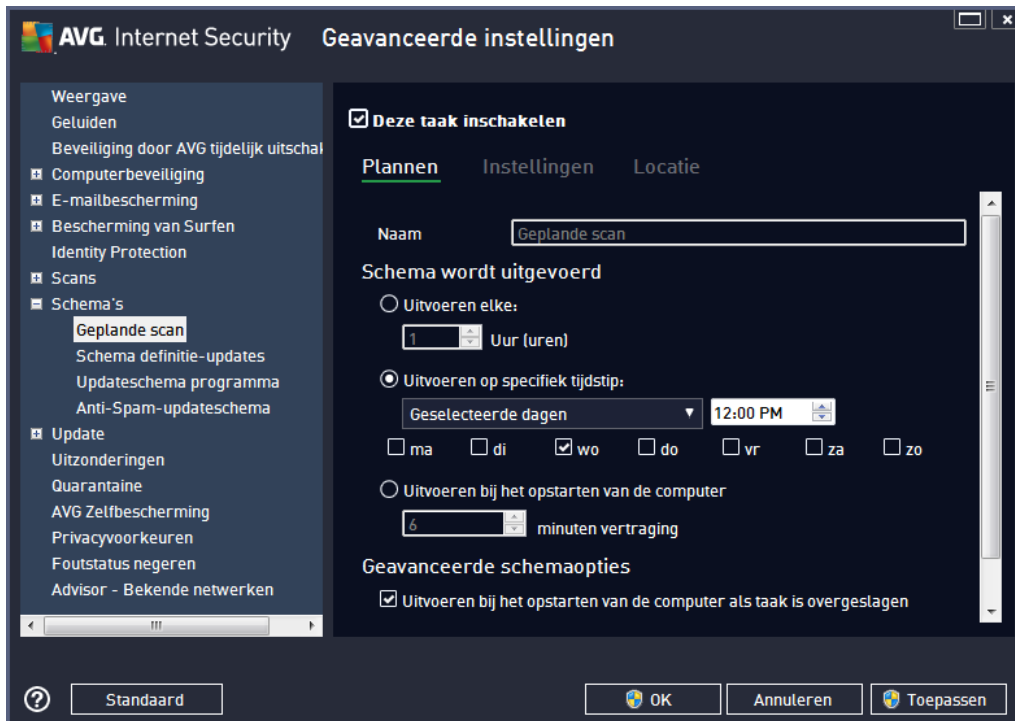 AVG. Internet Security Geavanceerde instellingen
Weergave
Geluiden
Beveiliging door AVG tijdelijk uitschak
Computerbeveiliging
E-mailbescherming
Bescherming van Surfen
Identity Protection
Scans
Schema's
Geplande scan
Schema definitie-updates
Updateschema programma
Anti-Spam-updateschema
Update
Uitzonderingen
Quarantaine
AVG Zelfbescherming
Privacyvoorkeuren
Foutstatus negeren
Advisor - Bekende netwerken
Deze taak inschakelen
Plannen Instellingen Locatie
Naam Geplande scan
Schema wordt uitgevoerd
Uitvoeren elke:
1 Uur (uren)
Uitvoeren op specifiek tijdstip:
Geselecteerde dagen 12:00 PM
ma di wo do vr za zo
Uitvoeren bij het opstarten van de computer
6 minuten vertraging
Geavanceerde schemaopties
Uitvoeren bij het opstarten van de computer als taak is overgeslagen
? Standaard OK Annuleren Toepassen